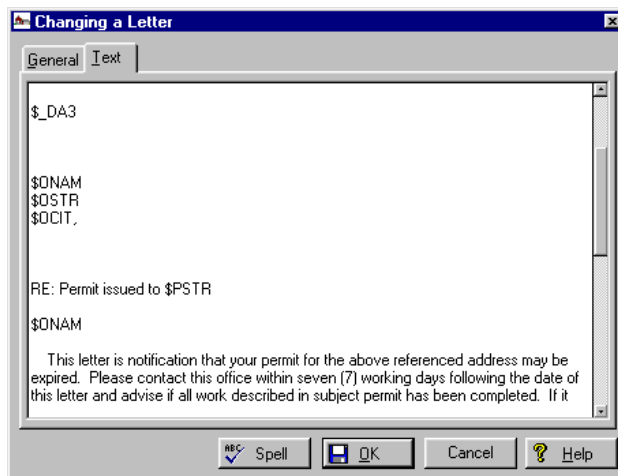 Changing a Letter
General Text
$_DA3
$ONAM
$OSTR
$OCIT,
RE: Permit issued to $PSTR
$ONAM
This letter is notification that your permit for the above referenced address may be
expired. Please contact this office within seven (7) working days following the date of
this letter and advise if all work described in subject permit has been completed. If it
ABC Spell OK Cancel ? Help